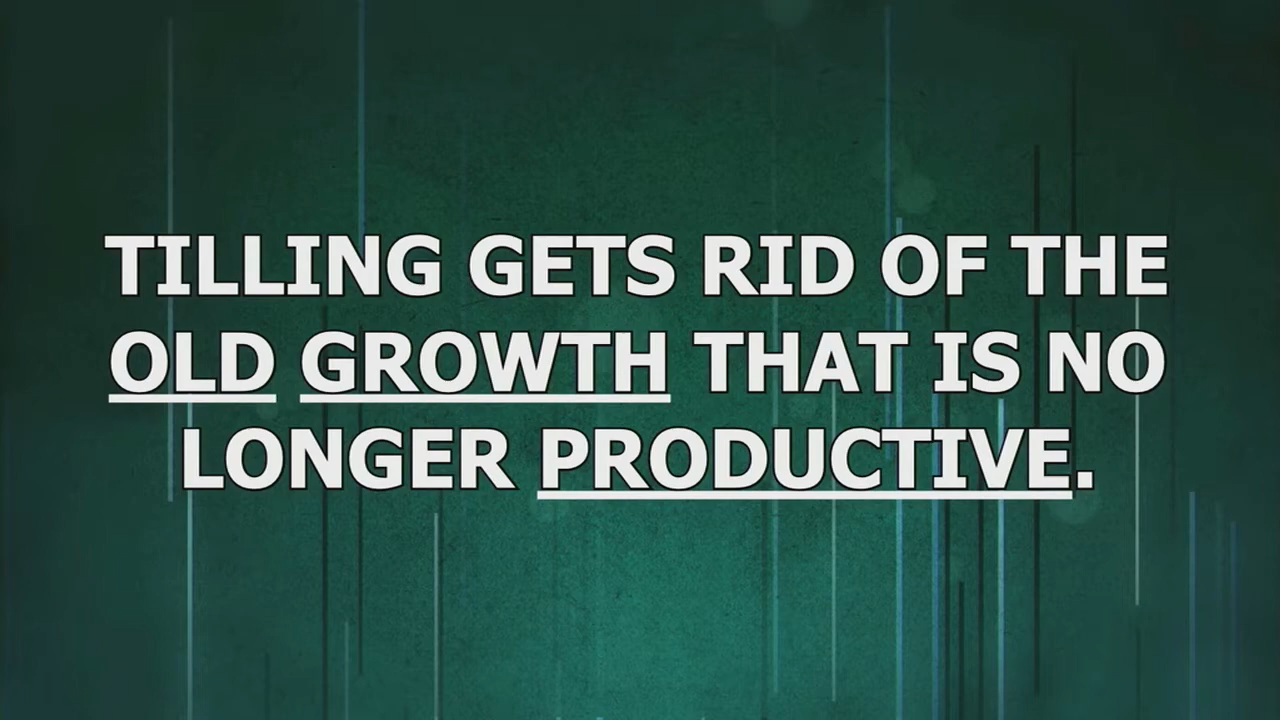 TILLING GETS RID OF THE
OLD GROWTH THAT IS NO
LONGER PRODUCTIVE.